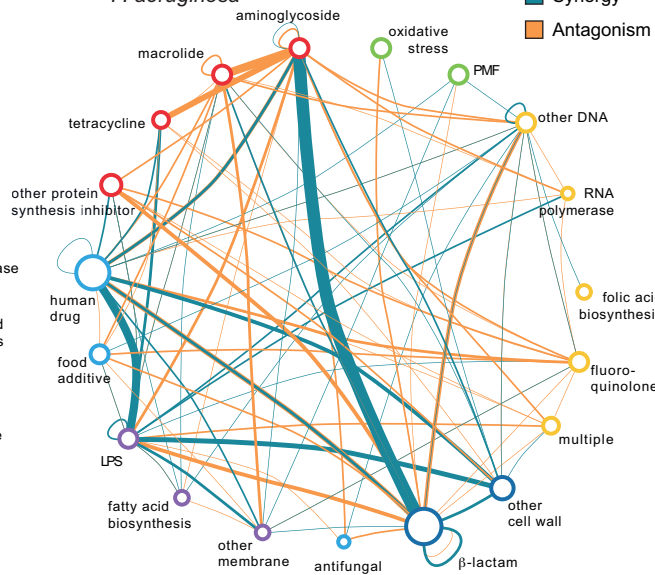 P. aeruginosa
Synergy
Antagonism
aminoglycoside
oxidative
stress
macrolide
PMF
tetracycline
other DNA
other protein
synthesis inhibitor
RNA
polymerase
human
drug
folic aci
biosynthesi
food
additive
fluoro-
quinolone
multiple
LPS
fatty acid
biosynthesis
other
cell wall
other
membrane
antifungal
β-lactam